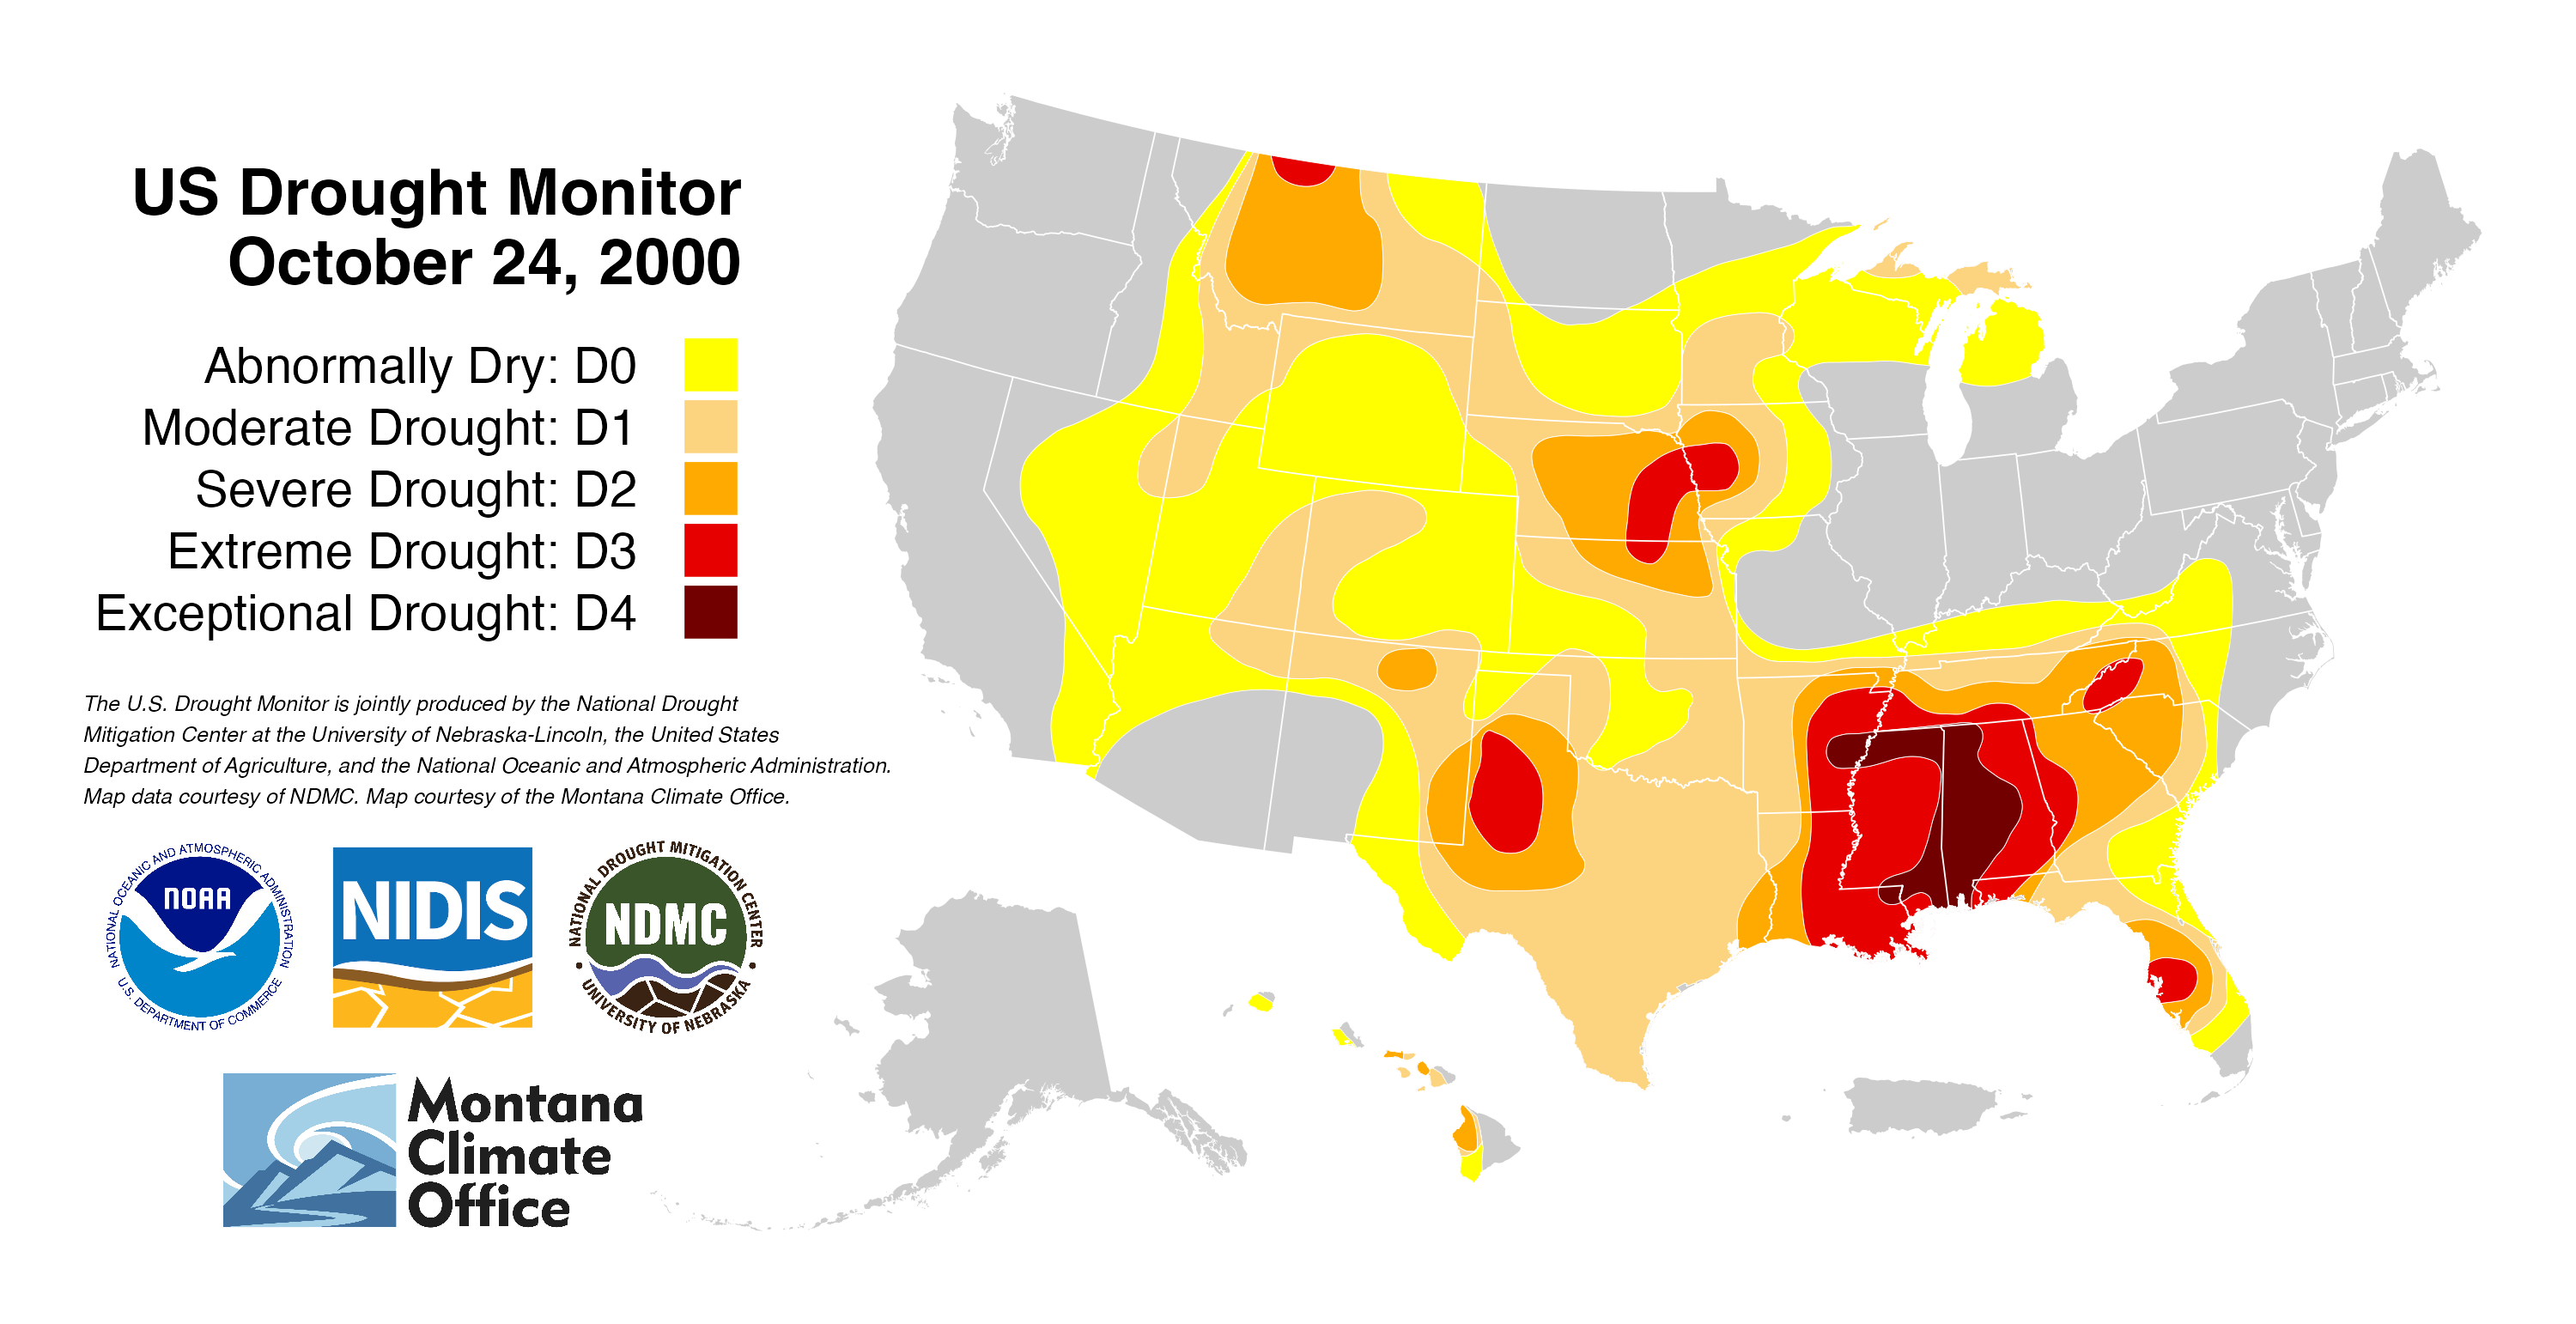 US Drought Monitor
October 24, 2000
Abnormally Dry: D0
Moderate Drought: D1
Severe Drought: D2
Extreme Drought: D3
Exceptional Drought: D4
The U.S. Drought Monitor is jointly produced by the National Drought
Mitigation Center at the University of Nebraska-Lincoln, the United States
Department of Agriculture, and the National Oceanic and Atmospheric Administration.
Map data courtesy of NDMC. Map courtesy of the Montana Climate Office.
NATIONAL OCEANIC AND ATMOSPHERIC ADMINISTRATION
NOAA
U.S. DEPARTMENT OF COMMERCE
NIDIS
NATIONAL DROUGHT MITIGATION CENTER
NDMC
UNIVERSITY OF NEBRASKA
Montana
Climate
Office